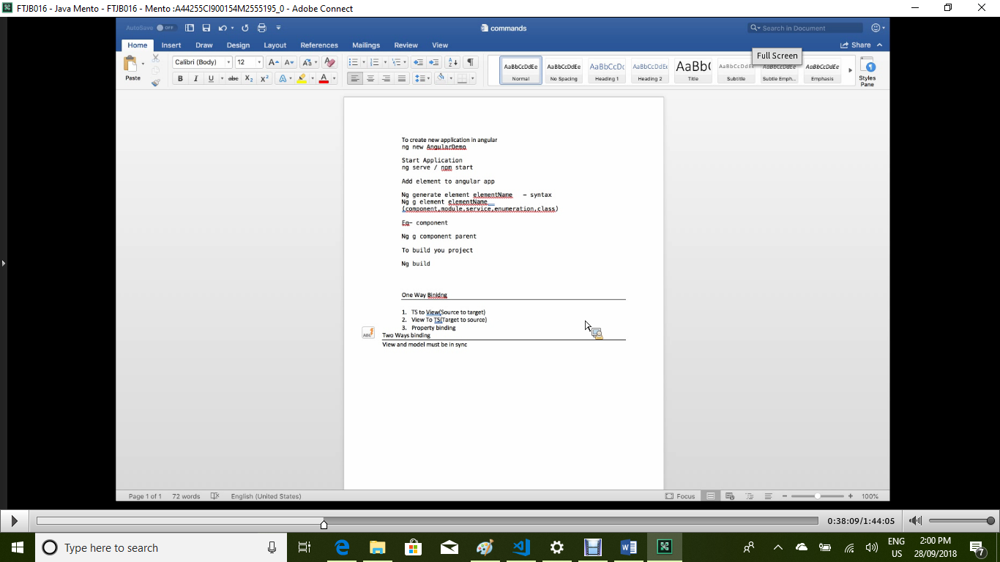 FTJB016 - Java Mento - FTJB016 - Mento :A44255CI900154M2555195_0 - Adobe Connect
AutoSave OFF
commands
Search in Document
Home Insert Draw Design Layout References Mailings Review View
Share
Full Screen
Paste
Calibri (Body) 12
AaBbCcDdEe AaBbCcDdEe AaBbCcDc AaBbCcDdEe AaBb( AaBbCcDdEe AaBbCcDdEe AaBbCcDdEe
Normal No Spacing Heading 1 Heading 2 Title Subtitle Subtle Emph... Emphasis
Styles
Pane
B I U abc X2 X2 A A
To create new application in angular
ng new AngularDemo
Start Application
ng serve / npm start
Add element to angular app
Ng generate element elementName – syntax
Ng g element elementName
(component,module,service,enumeration,class)
Eg– component
Ng g component parent
To build you project
Ng build
One Way Binidng
1. TS to View(Source to target)
2. View To TS(Target to source)
3. Property binding
Two Ways binding
View and model must be in sync
Page 1 of 1 72 words English (United States) Focus 100%
0:38:09/1:44:05
Type here to search
ENG
US
2:00 PM
28/09/2018
7